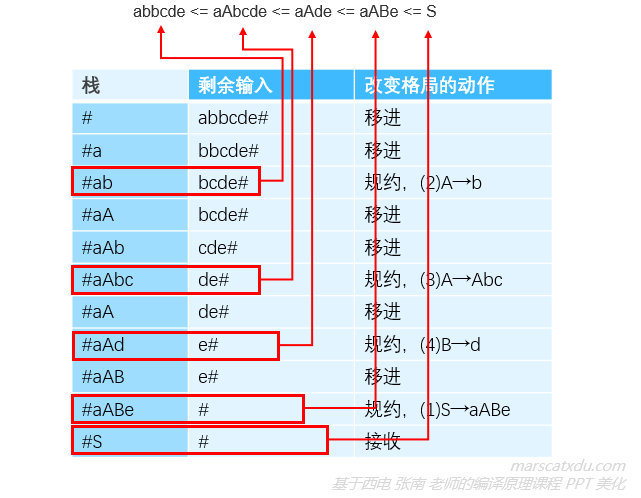 abbcde <= aAbcde <= aAde <= aABe <= S
栈 剩余输入 改变格局的动作
# abbcde# 移进
#a bbcde# 移进
#ab bcde# 规约，(2)A→b
#aA bcde# 移进
#aAb cde# 移进
#aAbc de# 规约，(3)A→Abc
#aA de# 移进
#aAd e# 规约，(4)B→d
#aAB e# 移进
#aABe # 规约，(1)S→aABe
#S # 接收
marscatxdu.com
基于西电 张南 老师的编译原理课程 PPT 美化